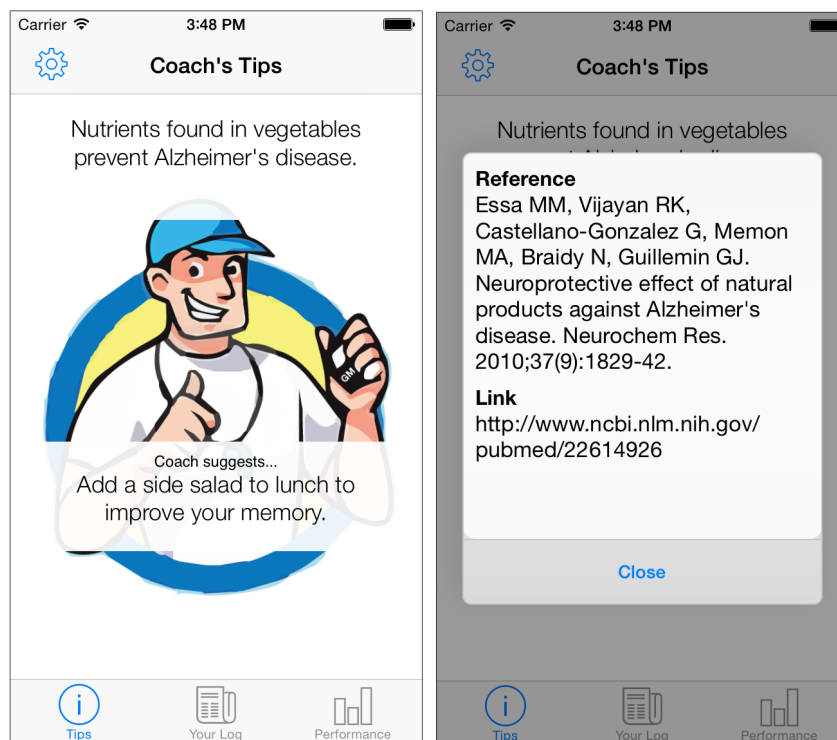 Carrier 3:48 PM
Coach's Tips
Nutrients found in vegetables
prevent Alzheimer's disease.
GM
Coach suggests...
Add a side salad to lunch to
improve your memory.
Tips Your Log Performance
Carrier 3:48 PM
Coach's Tips
Nutrients found in vegetables
Reference
Essa MM, Vijayan RK,
Castellano-Gonzalez G, Memon
MA, Braidy N, Guillemin GJ.
Neuroprotective effect of natural
products against Alzheimer's
disease. Neurochem Res.
2010;37(9):1829-42.
Link
http://www.ncbi.nlm.nih.gov/
pubmed/22614926
Close
Tips Your Log Performance